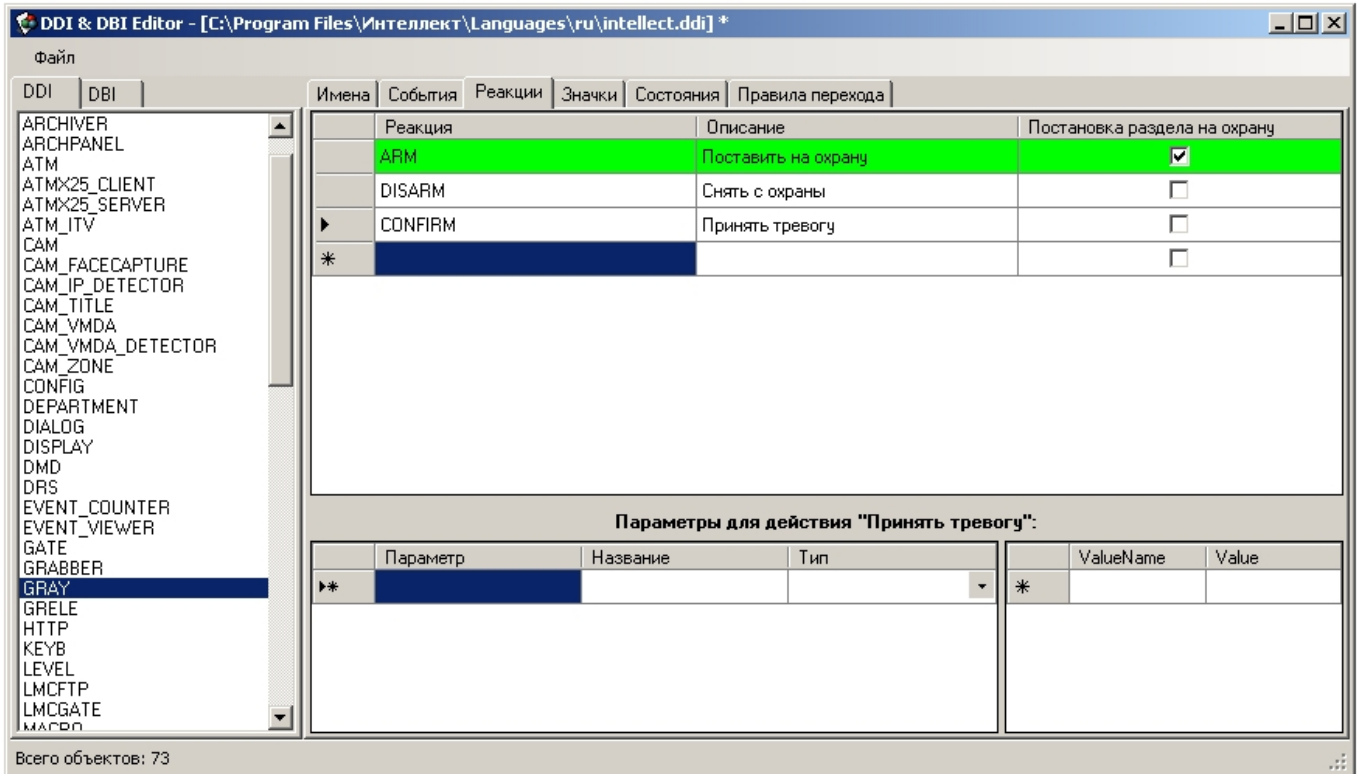 DDI & DBI Editor - [C:\Program Files\Интеллект\Languages\ru\intellect.ddi] *
Файл
DDI DBI
Имена События Реакции Значки Состояния Правила перехода
ARCHIVER
ARCHPANEL
ATM
ATMX25_CLIENT
ATMX25_SERVER
ATM_ITV
CAM
CAM_FACECAPTURE
CAM_IP_DETECTOR
CAM_TITLE
CAM_VMDA
CAM_VMDA_DETECTOR
CAM_ZONE
CONFIG
DEPARTMENT
DIALOG
DISPLAY
DMD
DRS
EVENT_COUNTER
EVENT_VIEWER
GATE
GRABBER
GRAY
GRELE
HTTP
KEYB
LEVEL
LMCFTP
LMCGATE
MACRO
Реакция Описание Постановка раздела на охрану
ARM Поставить на охрану
DISARM Снять с охраны
CONFIRM Принять тревогу
Параметры для действия "Принять тревогу":
Параметр Название Тип
ValueName Value
Всего объектов: 73